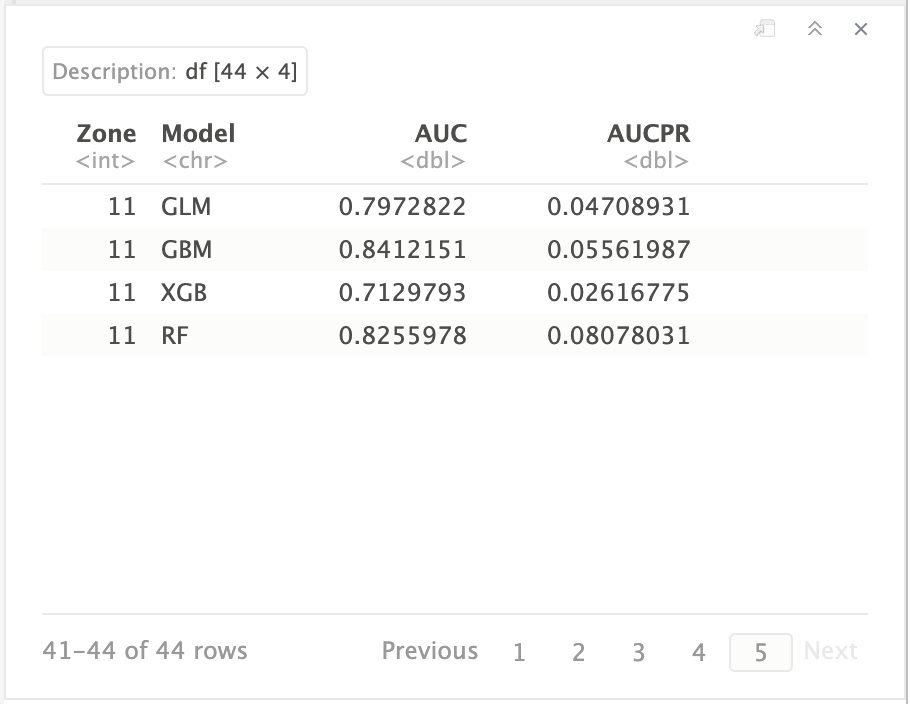 Description: df [44 × 4]
Zone Model AUC AUCPR
<int> <chr> <dbl> <dbl>
11 GLM 0.7972822 0.04708931
11 GBM 0.8412151 0.05561987
11 XGB 0.7129793 0.02616775
11 RF 0.8255978 0.08078031
41–44 of 44 rows Previous 1 2 3 4 5 Next